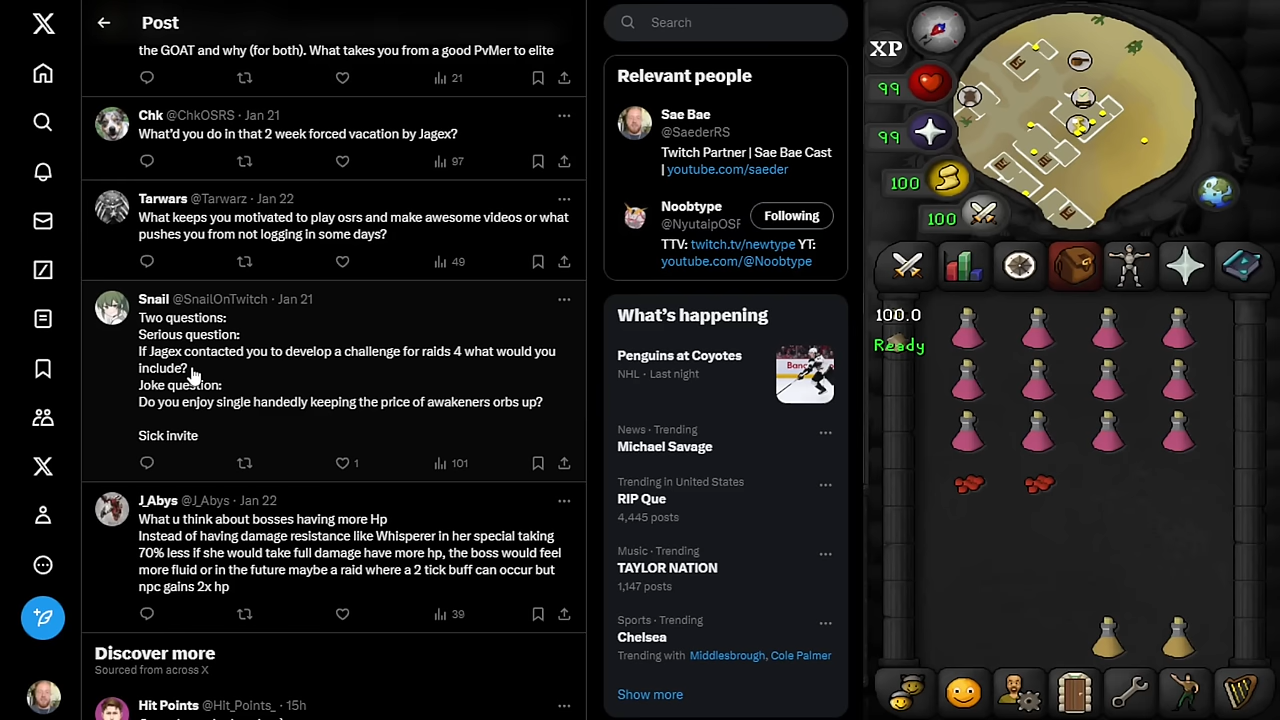 Post
the GOAT and why (for both). What takes you from a good PvMer to elite
21
Chk @ChkOSRS · Jan 21
What'd you do in that 2 week forced vacation by Jagex?
97
Tarwars @Tarwarz · Jan 22
What keeps you motivated to play osrs and make awesome videos or what
pushes you from not logging in some days?
49
Snail @SnailOnTwitch · Jan 21
Two questions:
Serious question:
If Jagex contacted you to develop a challenge for raids 4 what would you
include?
Joke question:
Do you enjoy single handedly keeping the price of awakeners orbs up?
Sick invite
1
101
J_Abys @J_Abys · Jan 22
What u think about bosses having more Hp
Instead of having damage resistance like Whisperer in her special taking
70% less if she would take full damage have more hp, the boss would feel
more fluid or in the future maybe a raid where a 2 tick buff can occur but
npc gains 2x hp
39
Discover more
Sourced from across X
Hit Points @Hit_Points_ · 15h
Search
Relevant people
Sae Bae
@SaederRS
Twitch Partner | Sae Bae Cast
| youtube.com/saeder
Noobtype
Following
TTV: twitch.tv/newtype YT:
youtube.com/@Noobtype
What's happening
Penguins at Coyotes
NHL · Last night
News · Trending
Michael Savage
Trending in United States
RIP Que
4,445 posts
Music · Trending
TAYLOR NATION
1,147 posts
Sports · Trending
Chelsea
Trending with Middlesbrough, Cole Palmer
Show more
XP
99
99
100
100
100.0
Ready